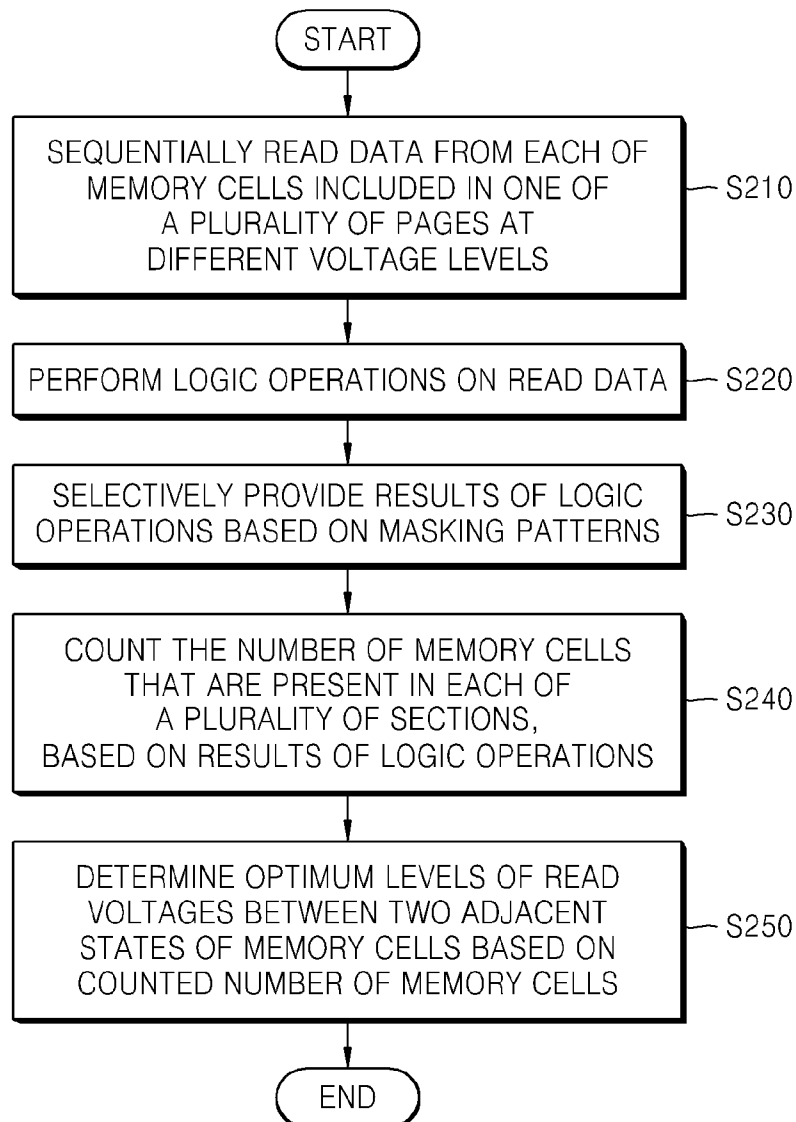 START
SEQUENTIALLY READ DATA FROM EACH OF
MEMORY CELLS INCLUDED IN ONE OF
A PLURALITY OF PAGES AT
DIFFERENT VOLTAGE LEVELS
S210
PERFORM LOGIC OPERATIONS ON READ DATA
S220
SELECTIVELY PROVIDE RESULTS OF LOGIC
OPERATIONS BASED ON MASKING PATTERNS
S230
COUNT THE NUMBER OF MEMORY CELLS
THAT ARE PRESENT IN EACH OF
A PLURALITY OF SECTIONS,
BASED ON RESULTS OF LOGIC OPERATIONS
S240
DETERMINE OPTIMUM LEVELS OF READ
VOLTAGES BETWEEN TWO ADJACENT
STATES OF MEMORY CELLS BASED ON
COUNTED NUMBER OF MEMORY CELLS
S250
END